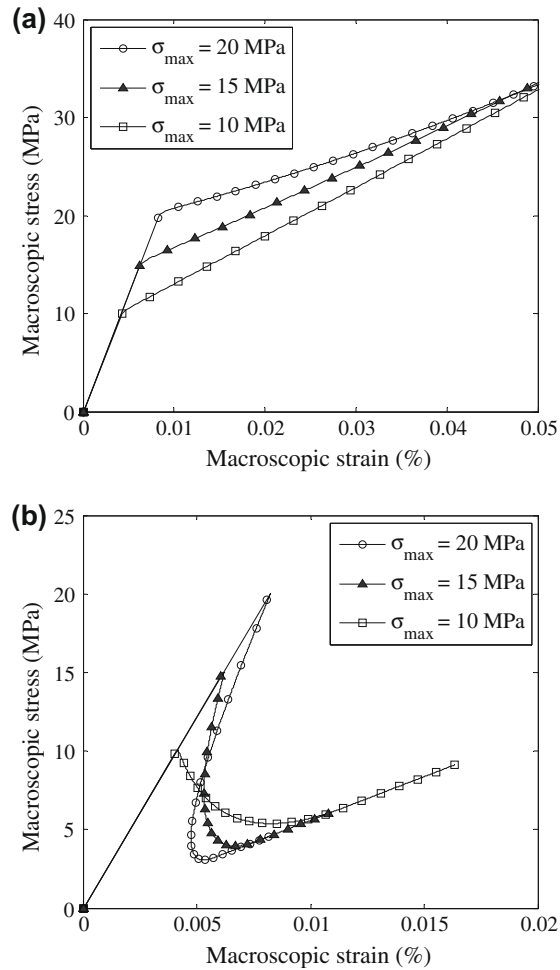 (a)
40
30
20
10
0
Macroscopic stress (MPa)
σmax = 20 MPa
σmax = 15 MPa
σmax = 10 MPa
0 0.01 0.02 0.03 0.04 0.05
Macroscopic strain (%)
(b)
25
20
15
10
5
0
Macroscopic stress (MPa)
σmax = 20 MPa
σmax = 15 MPa
σmax = 10 MPa
0 0.005 0.01 0.015 0.02
Macroscopic strain (%)